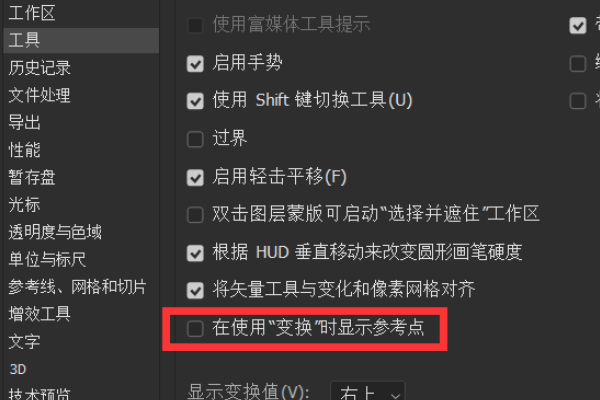 工作区
工具
历史记录
文件处理
导出
性能
暂存盘
光标
透明度与色域
单位与标尺
参考线、网格和切片
增效工具
文字
3D
技术预览
使用富媒体工具提示
启用手势
使用 Shift 键切换工具(U)
过界
启用轻击平移(F)
双击图层蒙版可启动“选择并遮住”工作区
根据 HUD 垂直移动来改变圆形画笔硬度
将矢量工具与变化和像素网格对齐
在使用“变换”时显示参考点
显示变换值(V):
右上